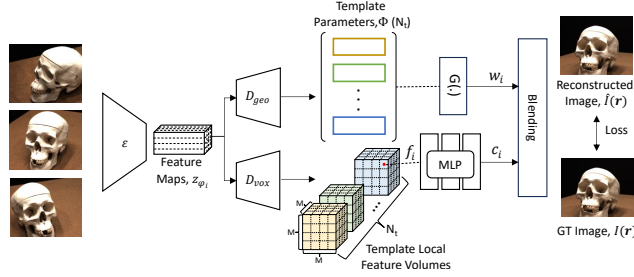 Template
Parameters,Φ (Nₜ)
ε
Feature
Maps, z_φᵢ
D_geo
D_vox
G(.)
wᵢ
fᵢ
MLP
cᵢ
Blending
M
M
M
Nₜ
Template Local
Feature Volumes
Reconstructed
Image, Î(r)
Loss
GT Image, I(r)